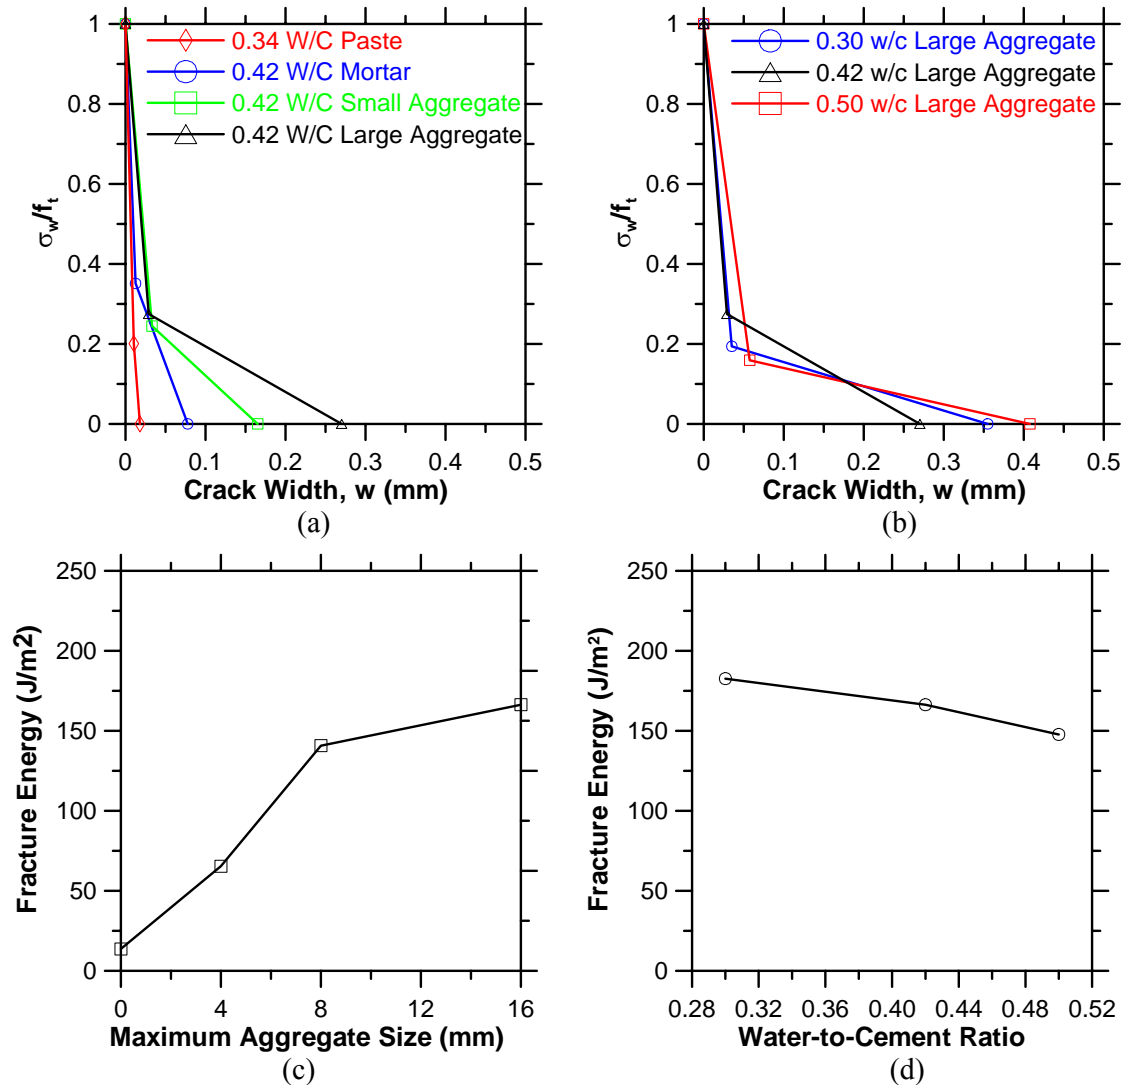 1
0.8
0.6
0.4
0.2
0
σw/ft
0.34 W/C Paste
0.42 W/C Mortar
0.42 W/C Small Aggregate
0.42 W/C Large Aggregate
0 0.1 0.2 0.3 0.4 0.5
Crack Width, w (mm)
(a)
1
0.8
0.6
0.4
0.2
0
σw/ft
0.30 w/c Large Aggregate
0.42 w/c Large Aggregate
0.50 w/c Large Aggregate
0 0.1 0.2 0.3 0.4 0.5
Crack Width, w (mm)
(b)
250
200
150
100
50
0
Fracture Energy (J/m2)
0 4 8 12 16
Maximum Aggregate Size (mm)
(c)
250
200
150
100
50
0
Fracture Energy (J/m²)
0.28 0.32 0.36 0.40 0.44 0.48 0.52
Water-to-Cement Ratio
(d)